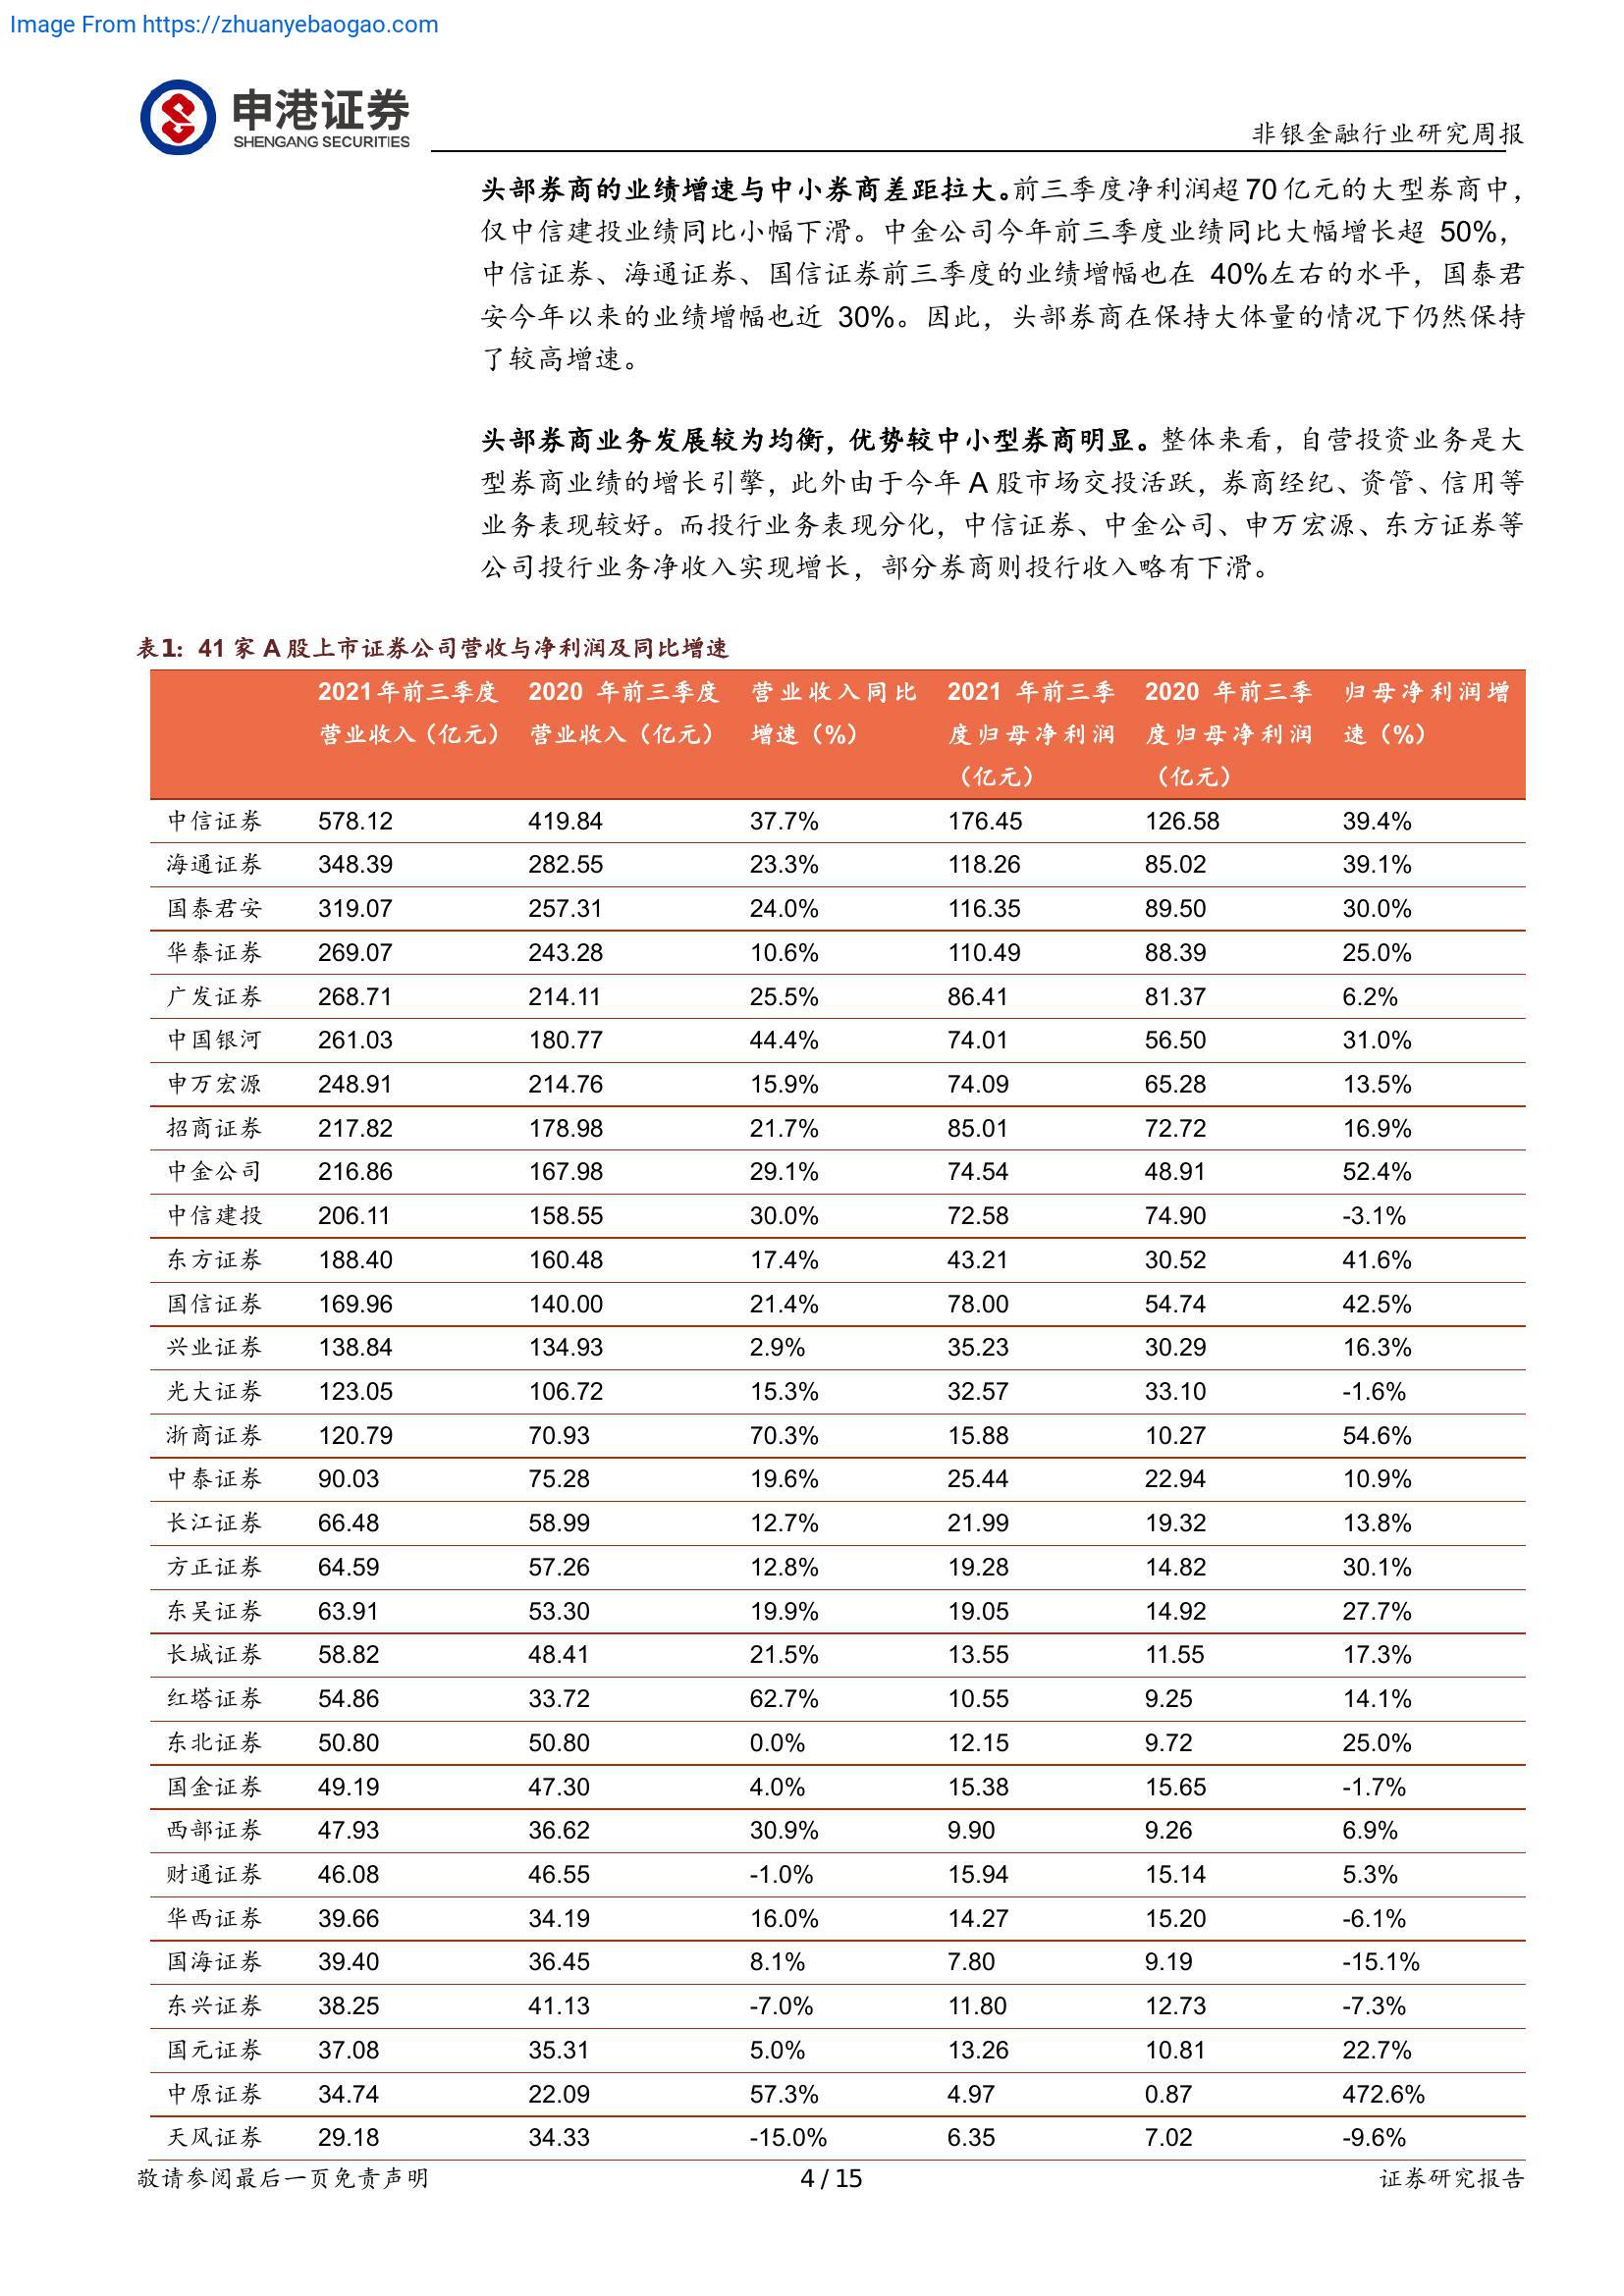 Image From https://zhuanyebaogao.com
申港证券
SHENGANG SECURITIES
非银金融行业研究周报
头部券商的业绩增速与中小券商差距拉大。前三季度净利润超 70 亿元的大型券商中，
仅中信建投业绩同比小幅下滑。中金公司今年前三季度业绩同比大幅增长超 50%，
中信证券、海通证券、国信证券前三季度的业绩增幅也在 40%左右的水平，国泰君
安今年以来的业绩增幅也近 30%。因此，头部券商在保持大体量的情况下仍然保持
了较高增速。
头部券商业务发展较为均衡，优势较中小型券商明显。整体来看，自营投资业务是大
型券商业绩的增长引擎，此外由于今年 A 股市场交投活跃，券商经纪、资管、信用等
业务表现较好。而投行业务表现分化，中信证券、中金公司、申万宏源、东方证券等
公司投行业务净收入实现增长，部分券商则投行收入略有下滑。
表1：41 家 A 股上市证券公司营收与净利润及同比增速
2021 年前三季度 2020 年前三季度 营业收入同比 2021 年前三季 2020 年前三季 归母净利润增
营业收入（亿元） 营业收入（亿元） 增速（%） 度归母净利润 度归母净利润 速（%）
（亿元） （亿元）
中信证券 578.12 419.84 37.7% 176.45 126.58 39.4%
海通证券 348.39 282.55 23.3% 118.26 85.02 39.1%
国泰君安 319.07 257.31 24.0% 116.35 89.50 30.0%
华泰证券 269.07 243.28 10.6% 110.49 88.39 25.0%
广发证券 268.71 214.11 25.5% 86.41 81.37 6.2%
中国银河 261.03 180.77 44.4% 74.01 56.50 31.0%
申万宏源 248.91 214.76 15.9% 74.09 65.28 13.5%
招商证券 217.82 178.98 21.7% 85.01 72.72 16.9%
中金公司 216.86 167.98 29.1% 74.54 48.91 52.4%
中信建投 206.11 158.55 30.0% 72.58 74.90 -3.1%
东方证券 188.40 160.48 17.4% 43.21 30.52 41.6%
国信证券 169.96 140.00 21.4% 78.00 54.74 42.5%
兴业证券 138.84 134.93 2.9% 35.23 30.29 16.3%
光大证券 123.05 106.72 15.3% 32.57 33.10 -1.6%
浙商证券 120.79 70.93 70.3% 15.88 10.27 54.6%
中泰证券 90.03 75.28 19.6% 25.44 22.94 10.9%
长江证券 66.48 58.99 12.7% 21.99 19.32 13.8%
方正证券 64.59 57.26 12.8% 19.28 14.82 30.1%
东吴证券 63.91 53.30 19.9% 19.05 14.92 27.7%
长城证券 58.82 48.41 21.5% 13.55 11.55 17.3%
红塔证券 54.86 33.72 62.7% 10.55 9.25 14.1%
东北证券 50.80 50.80 0.0% 12.15 9.72 25.0%
国金证券 49.19 47.30 4.0% 15.38 15.65 -1.7%
西部证券 47.93 36.62 30.9% 9.90 9.26 6.9%
财通证券 46.08 46.55 -1.0% 15.94 15.14 5.3%
华西证券 39.66 34.19 16.0% 14.27 15.20 -6.1%
国海证券 39.40 36.45 8.1% 7.80 9.19 -15.1%
东兴证券 38.25 41.13 -7.0% 11.80 12.73 -7.3%
国元证券 37.08 35.31 5.0% 13.26 10.81 22.7%
中原证券 34.74 22.09 57.3% 4.97 0.87 472.6%
天风证券 29.18 34.33 -15.0% 6.35 7.02 -9.6%
敬请参阅最后一页免责声明 4 / 15 证券研究报告